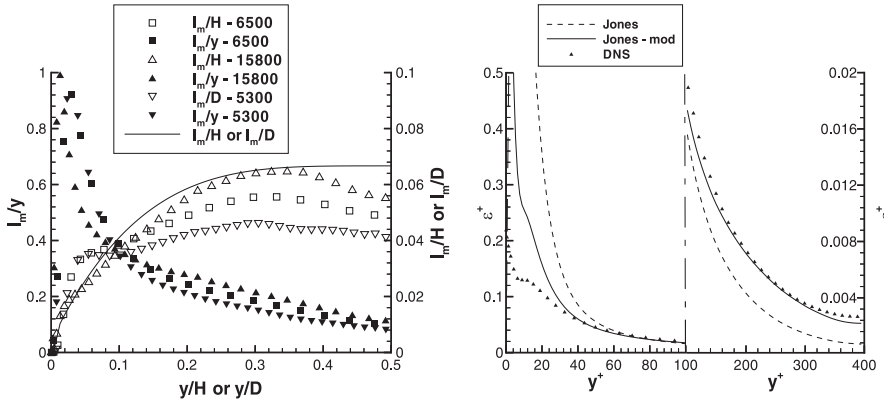 l_m/H - 6500
l_m/y - 6500
l_m/H - 15800
l_m/y - 15800
l_m/D - 5300
l_m/y - 5300
l_m/H or l_m/D
1
0.8
0.6
0.4
0.2
0
l_m/y
0
0.1
0.2
0.3
0.4
0.5
y/H or y/D
0.1
0.08
0.06
0.04
0.02
0
l_m/H or l_m/D
Jones
Jones - mod
DNS
0.5
0.4
0.3
0.2
0.1
0
ε⁺
0
20
40
60
80
100
y⁺
200
300
400
y⁺
0.02
0.016
0.012
0.008
0.004
0